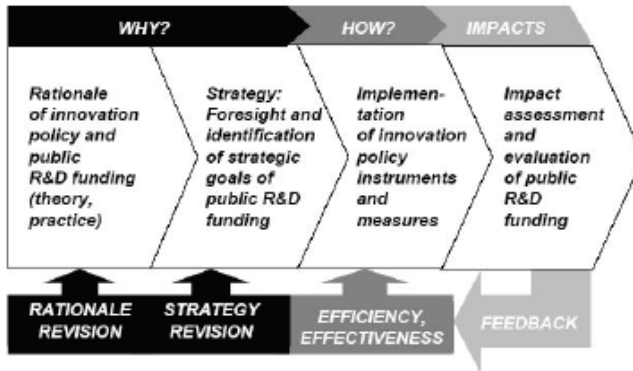 WHY?
HOW?
IMPACTS
Rationale
of innovation
policy and
public
R&D funding
(theory,
practice)
Strategy:
Foresight and
identification
of strategic
goals of
public R&D
funding
Implemen-
tation
of innovation
policy
instruments
and
measures
Impact
assessment
and
evaluation
of public
R&D
funding
RATIONALE
REVISION
STRATEGY
REVISION
EFFICIENCY,
EFFECTIVENESS
FEEDBACK